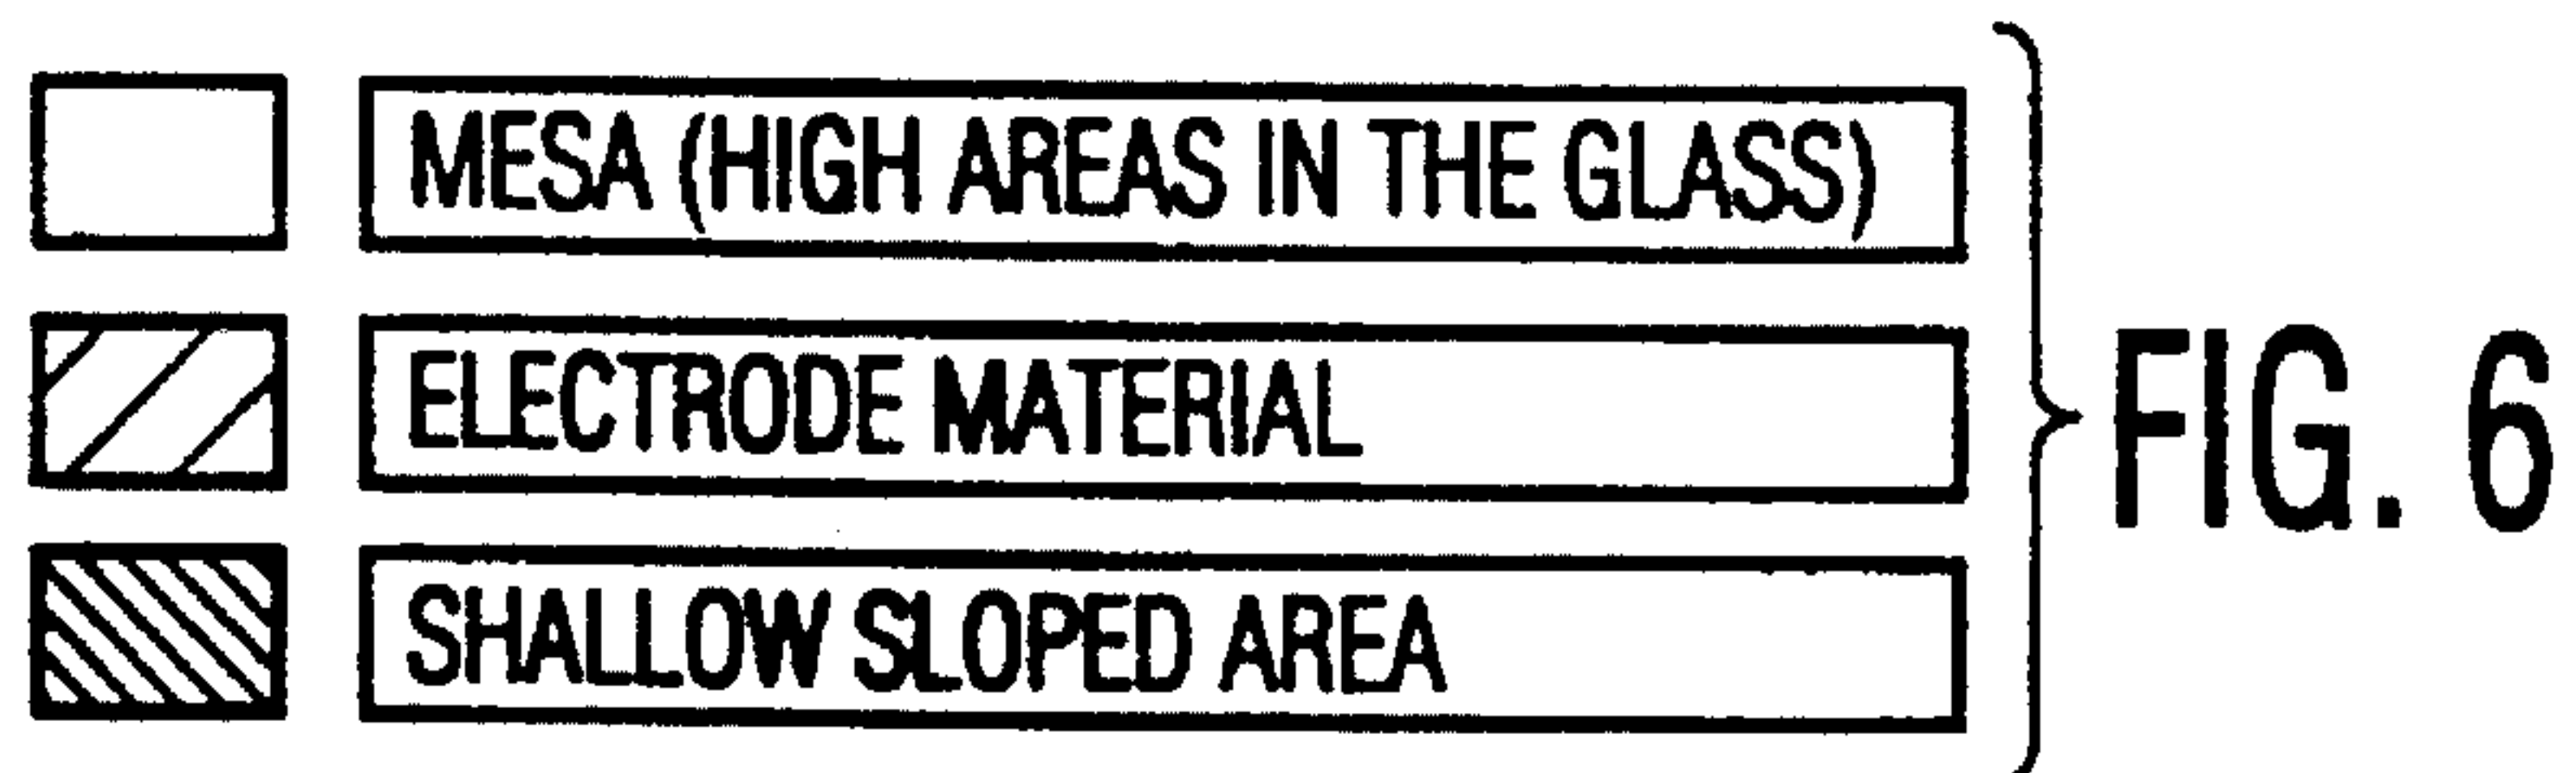 MESA (HIGH AREAS IN THE GLASS)
ELECTRODE MATERIAL
SHALLOW SLOPED AREA
FIG. 6